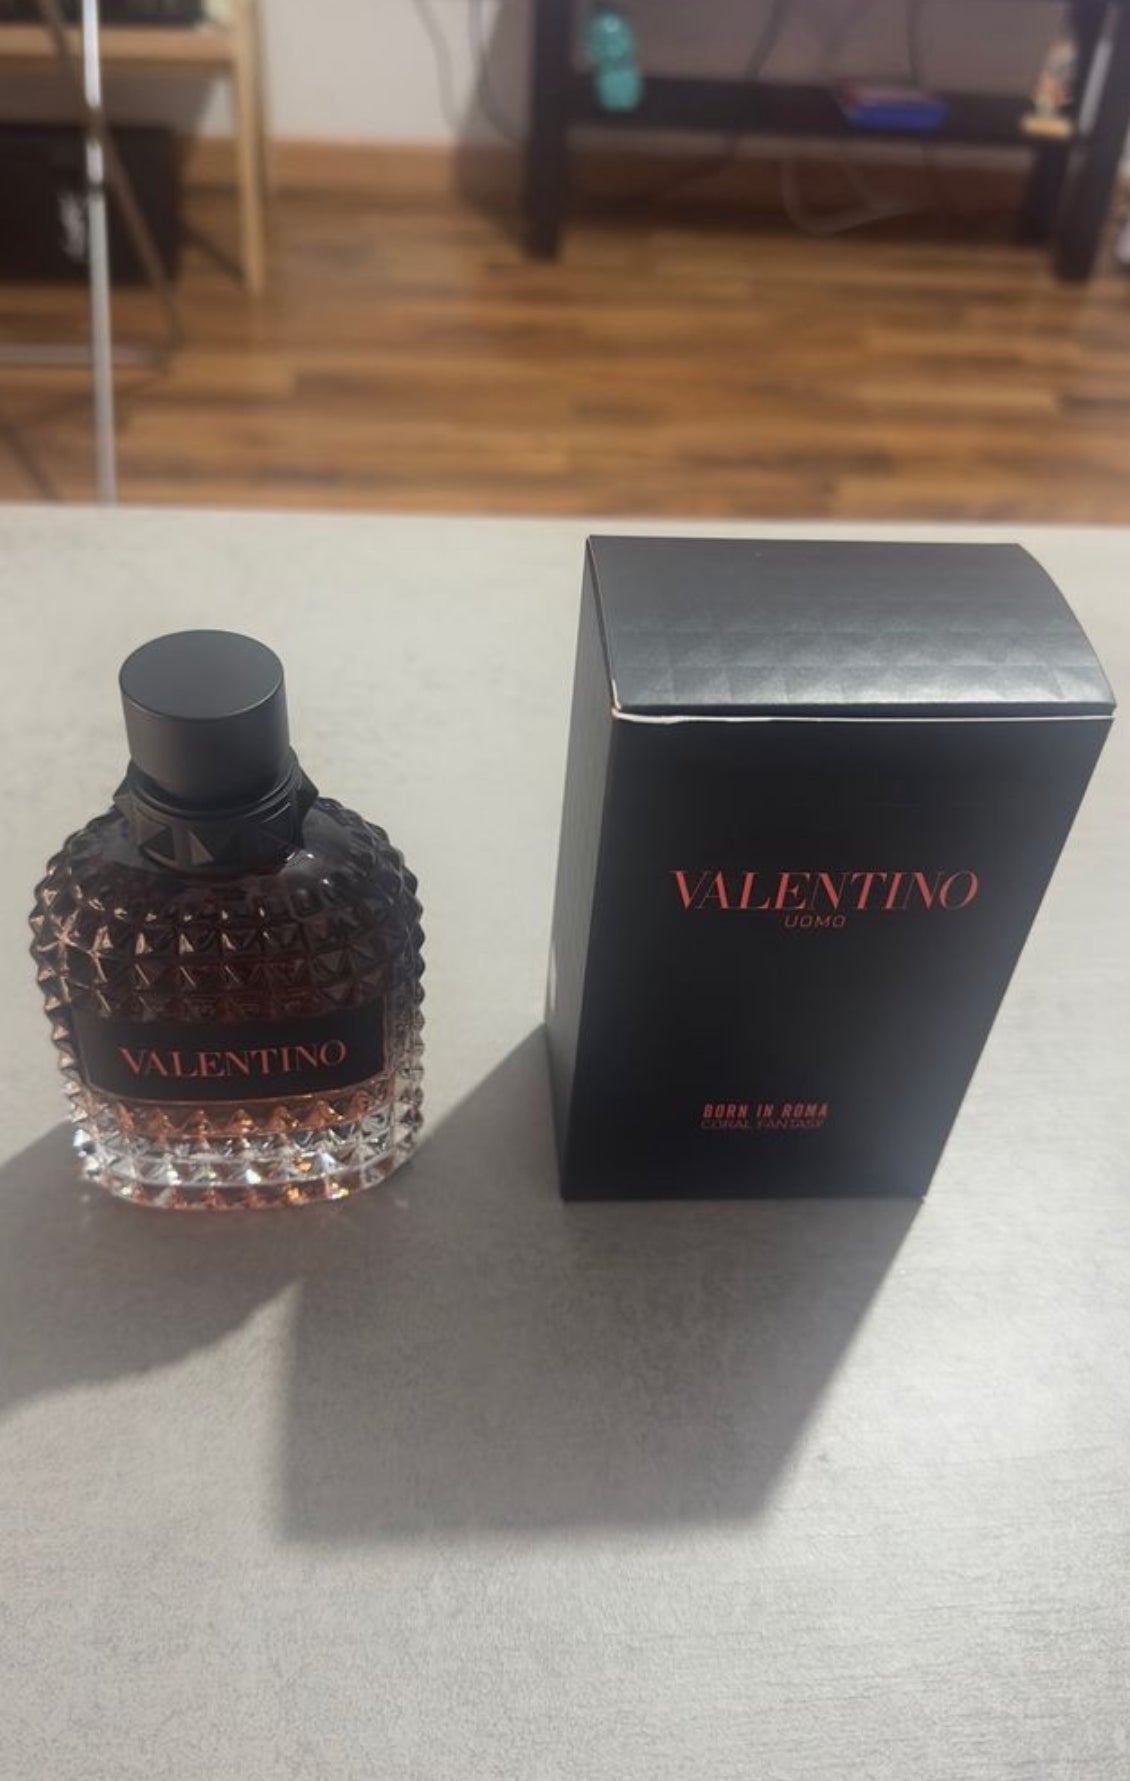 VALENTINO
VALENTINO
UOMO
BORN IN ROMA
CORAL FANTASY